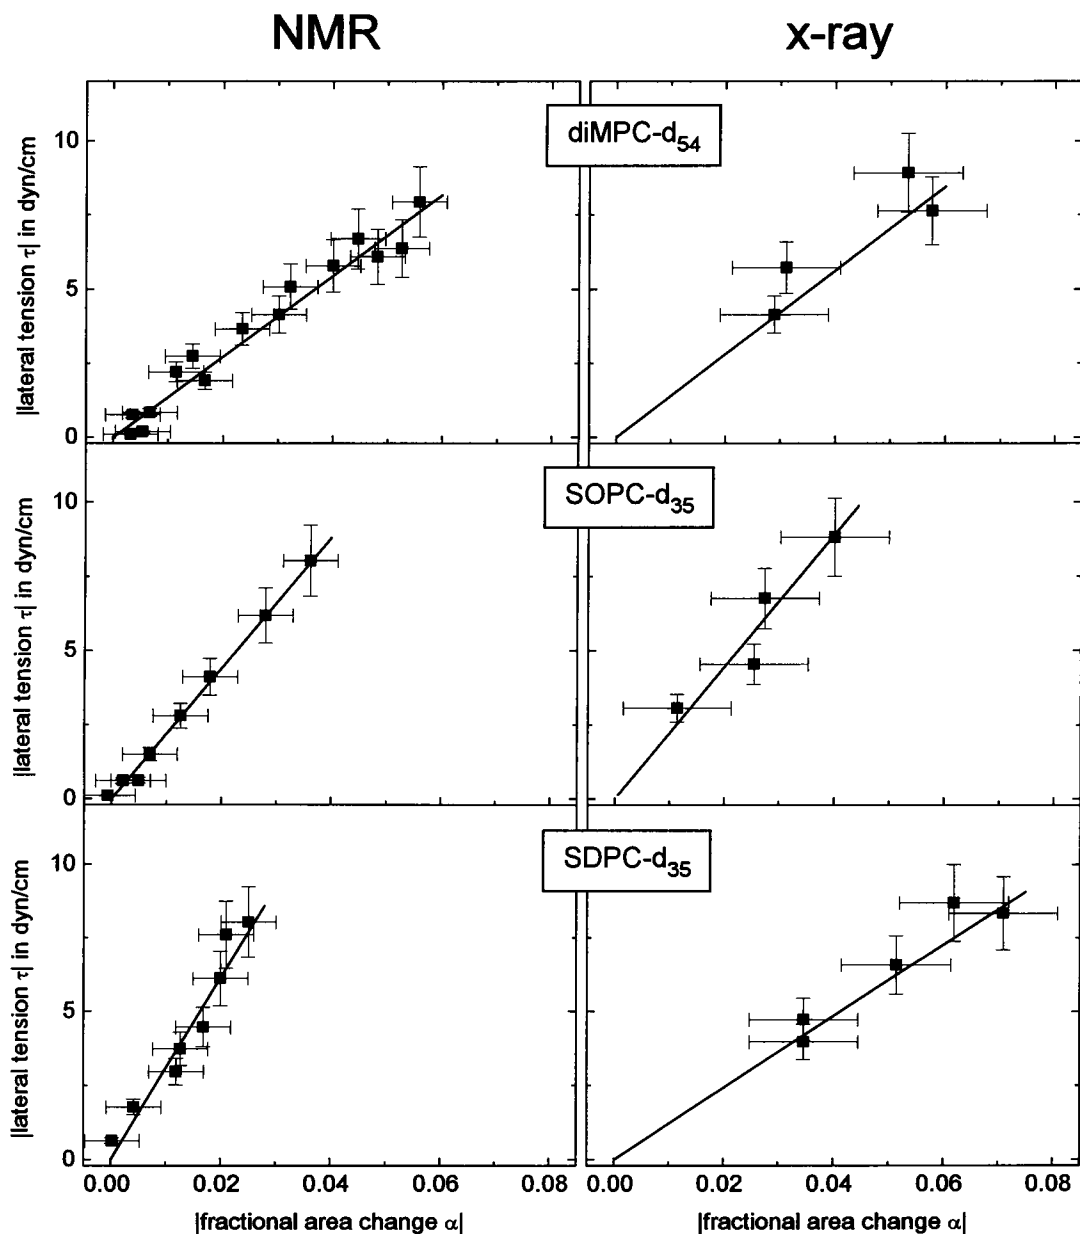 NMR x-ray
diMPC-d54
|lateral tension τ| in dyn/cm
10
5
0
SOPC-d35
|lateral tension τ| in dyn/cm
10
5
0
SDPC-d35
|lateral tension τ| in dyn/cm
10
5
0
0.00 0.02 0.04 0.06 0.08 0.00 0.02 0.04 0.06 0.08
|fractional area change α| |fractional area change α|